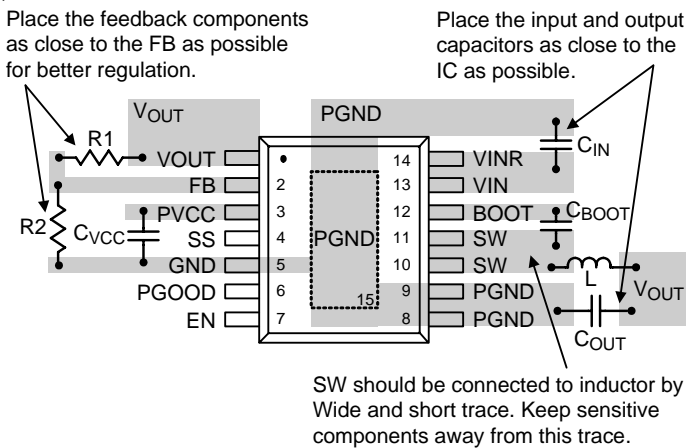 Place the feedback components
as close to the FB as possible
for better regulation.
Place the input and output
capacitors as close to the
IC as possible.
VOUT
PGND
R1
CIN
VOUT
14
VINR
FB
2
13
VIN
PVCC
3
12
BOOT
CBOOT
R2
CVCC
SS
4
PGND
11
SW
GND
5
10
SW
L
VOUT
PGOOD
6
15
9
PGND
EN
7
8
PGND
COUT
SW should be connected to inductor by
Wide and short trace. Keep sensitive
components away from this trace.